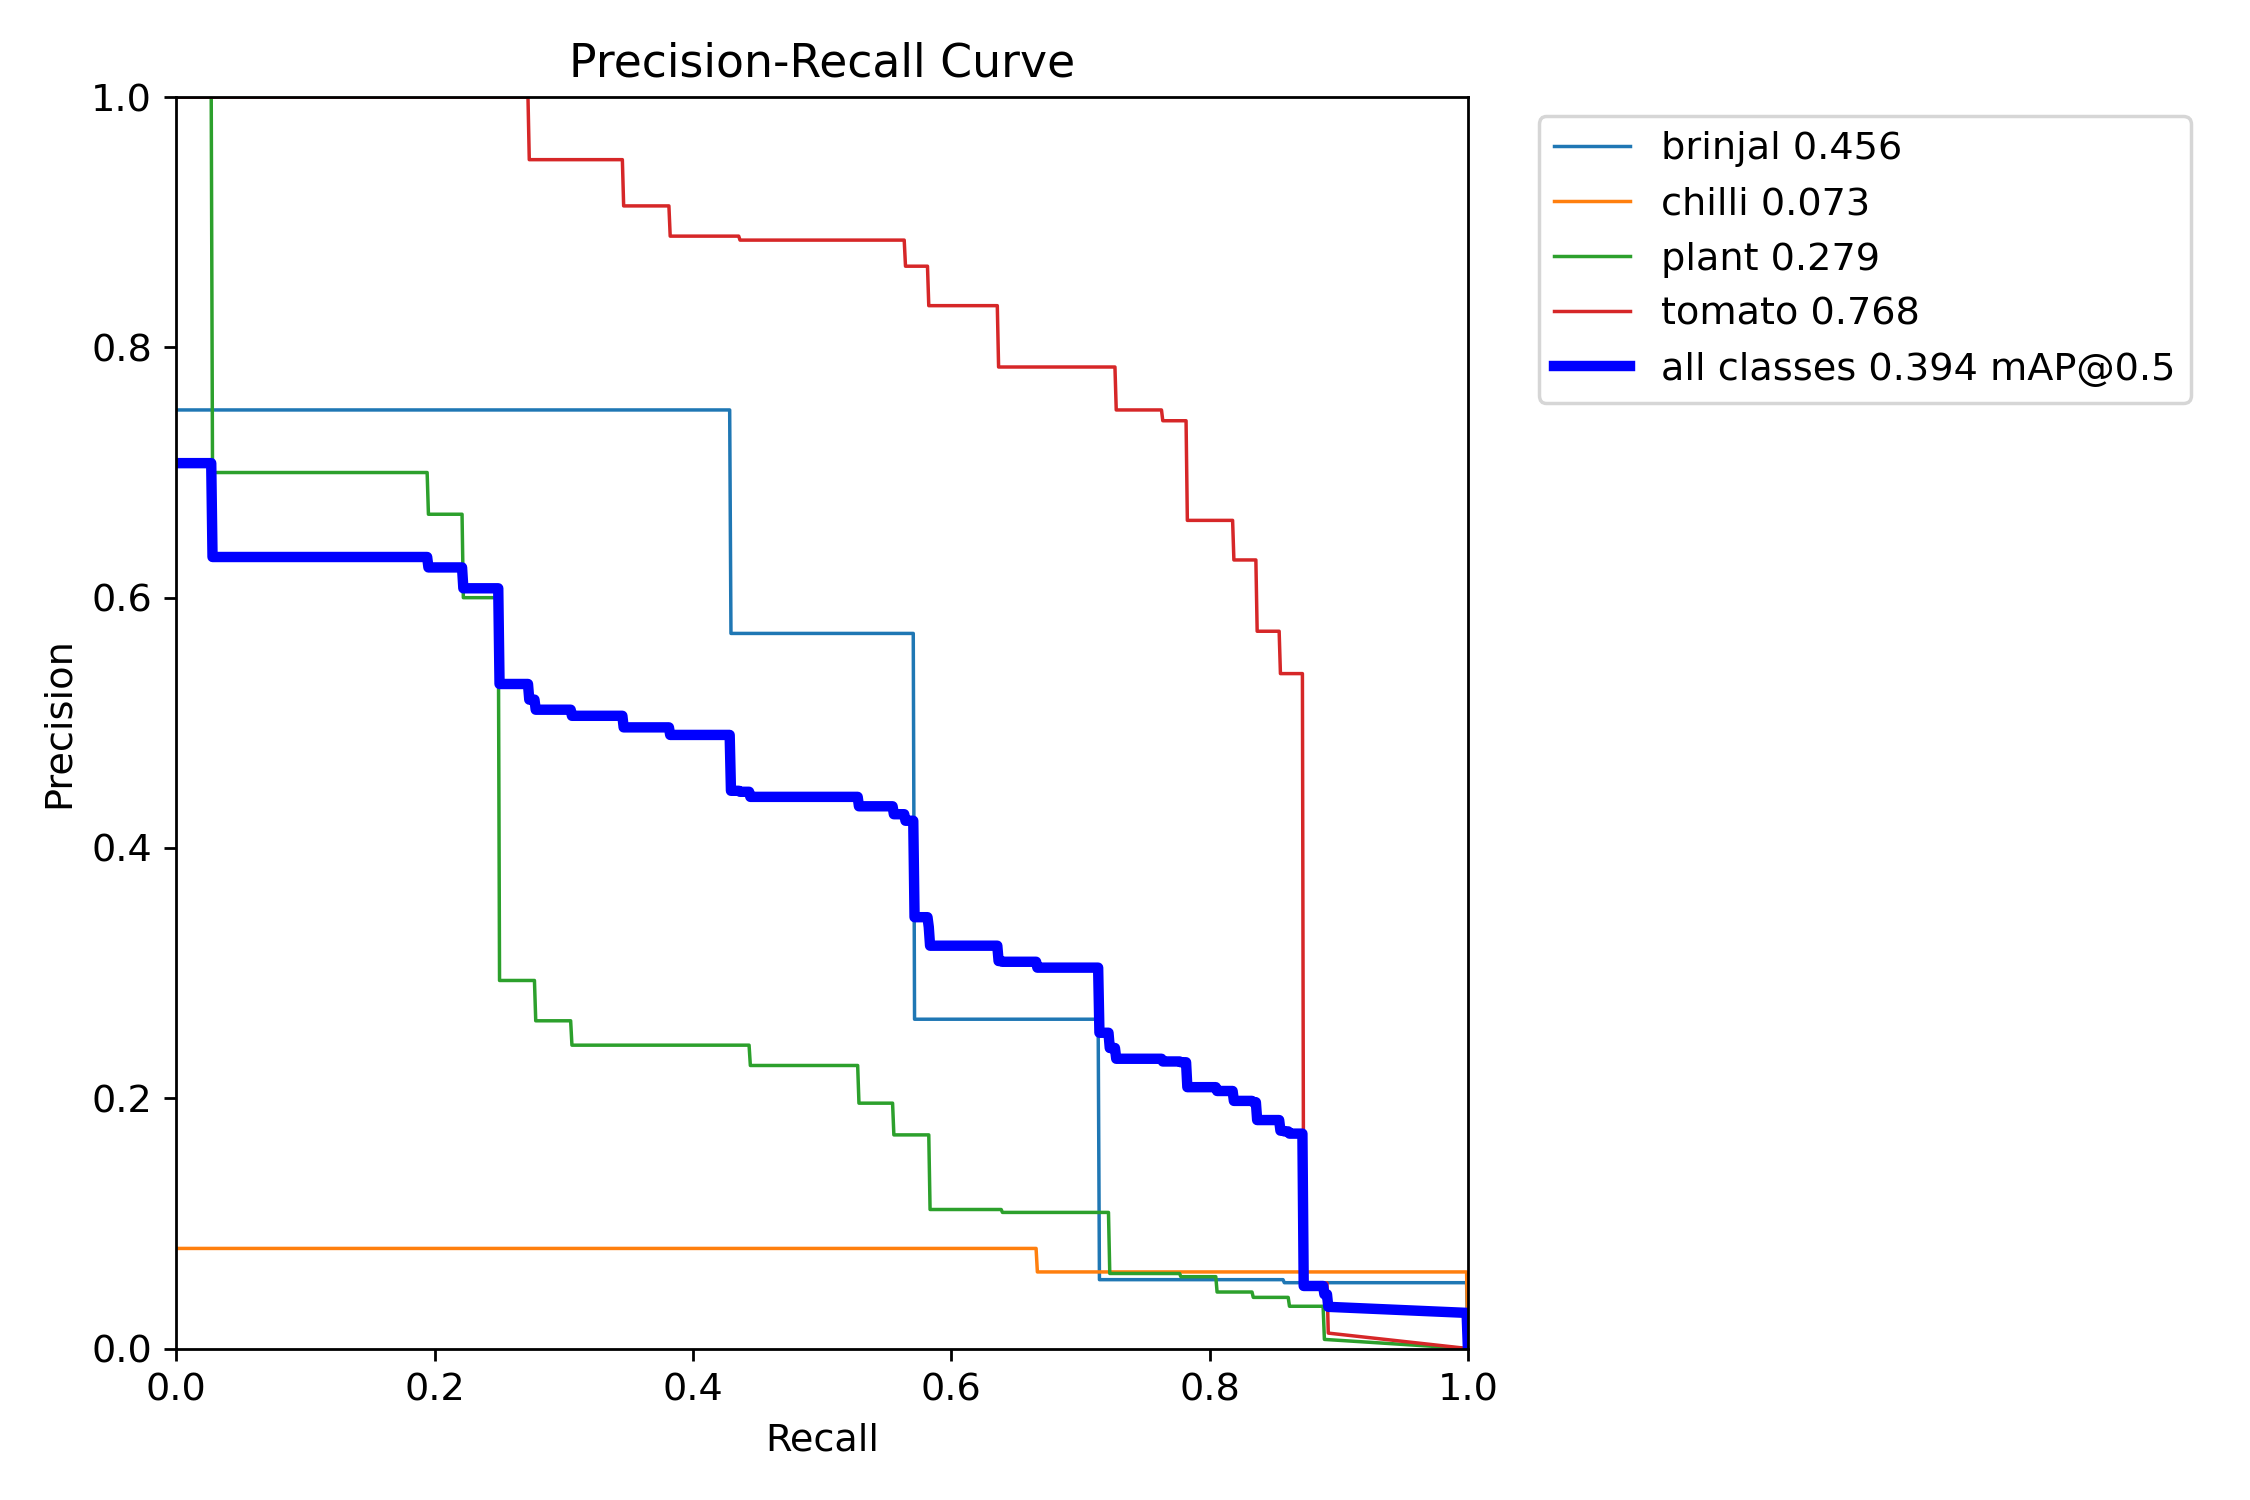 Precision-Recall Curve
1.0
0.8
0.6
0.4
0.2
0.0
Precision
0.0 0.2 0.4 0.6 0.8 1.0
Recall
brinjal 0.456
chilli 0.073
plant 0.279
tomato 0.768
all classes 0.394 mAP@0.5